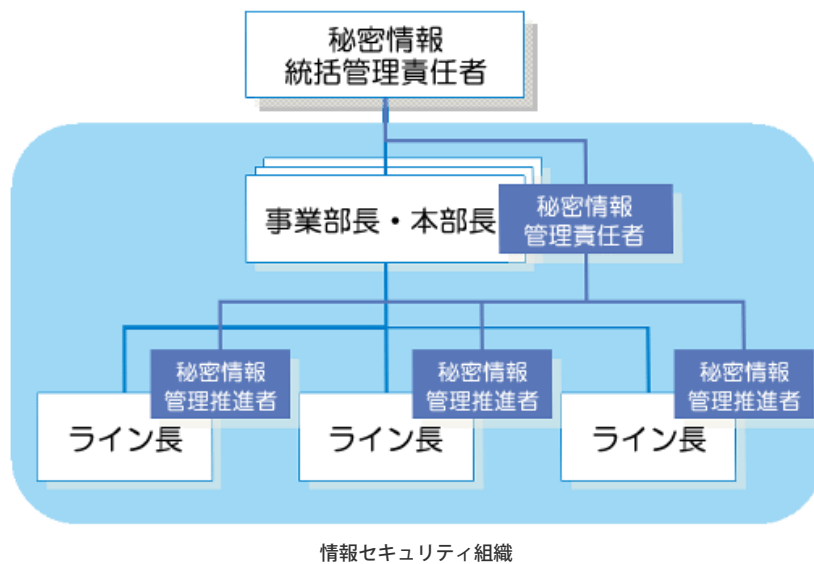 秘密情報
統括管理責任者
事業部長・本部長
秘密情報
管理責任者
秘密情報
管理推進者
ライン長
秘密情報
管理推進者
ライン長
秘密情報
管理推進者
ライン長
情報セキュリティ組織